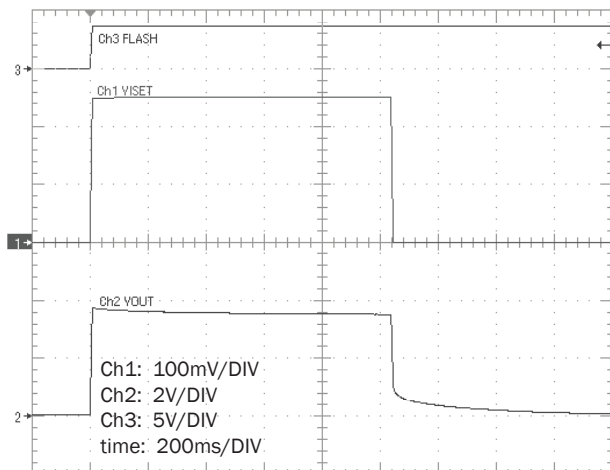 Ch3 FLASH
3
Ch1 VISET
1
Ch2 VOUT
Ch1: 100mV/DIV
Ch2: 2V/DIV
Ch3: 5V/DIV
2
time: 200ms/DIV